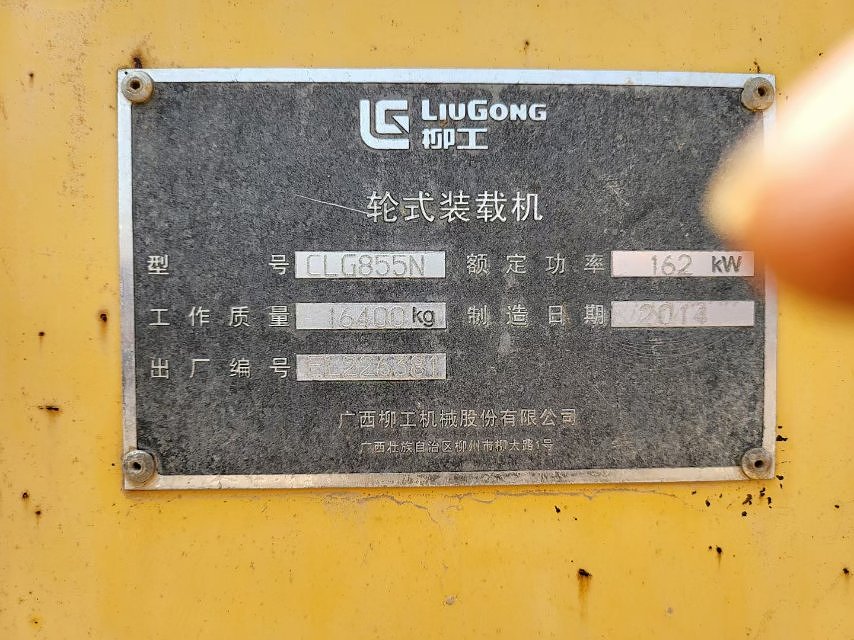 LIUGONG
柳工
轮式装载机
型号 CLG855N 额定功率 162 kW
工作质量 16400kg 制造日期 2014
出厂编号
广西柳工机械股份有限公司
广西壮族自治区柳州市柳太路1号